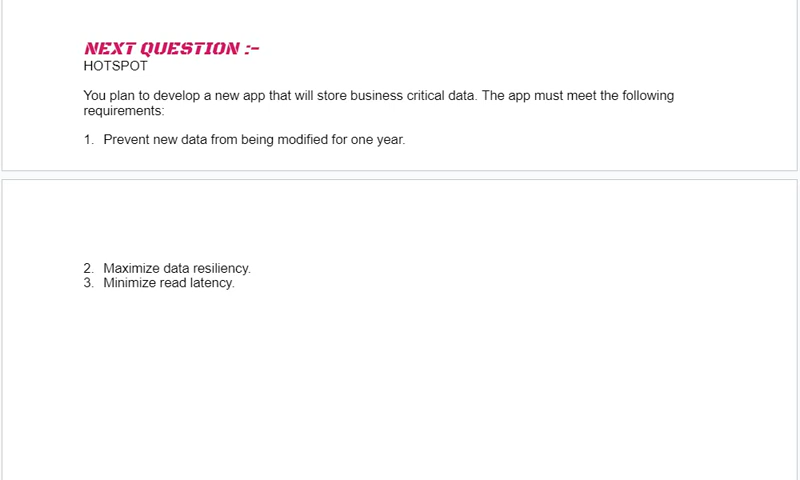 NEXT QUESTION :-
HOTSPOT
You plan to develop a new app that will store business critical data. The app must meet the following
requirements:
1. Prevent new data from being modified for one year.
2. Maximize data resiliency.
3. Minimize read latency.